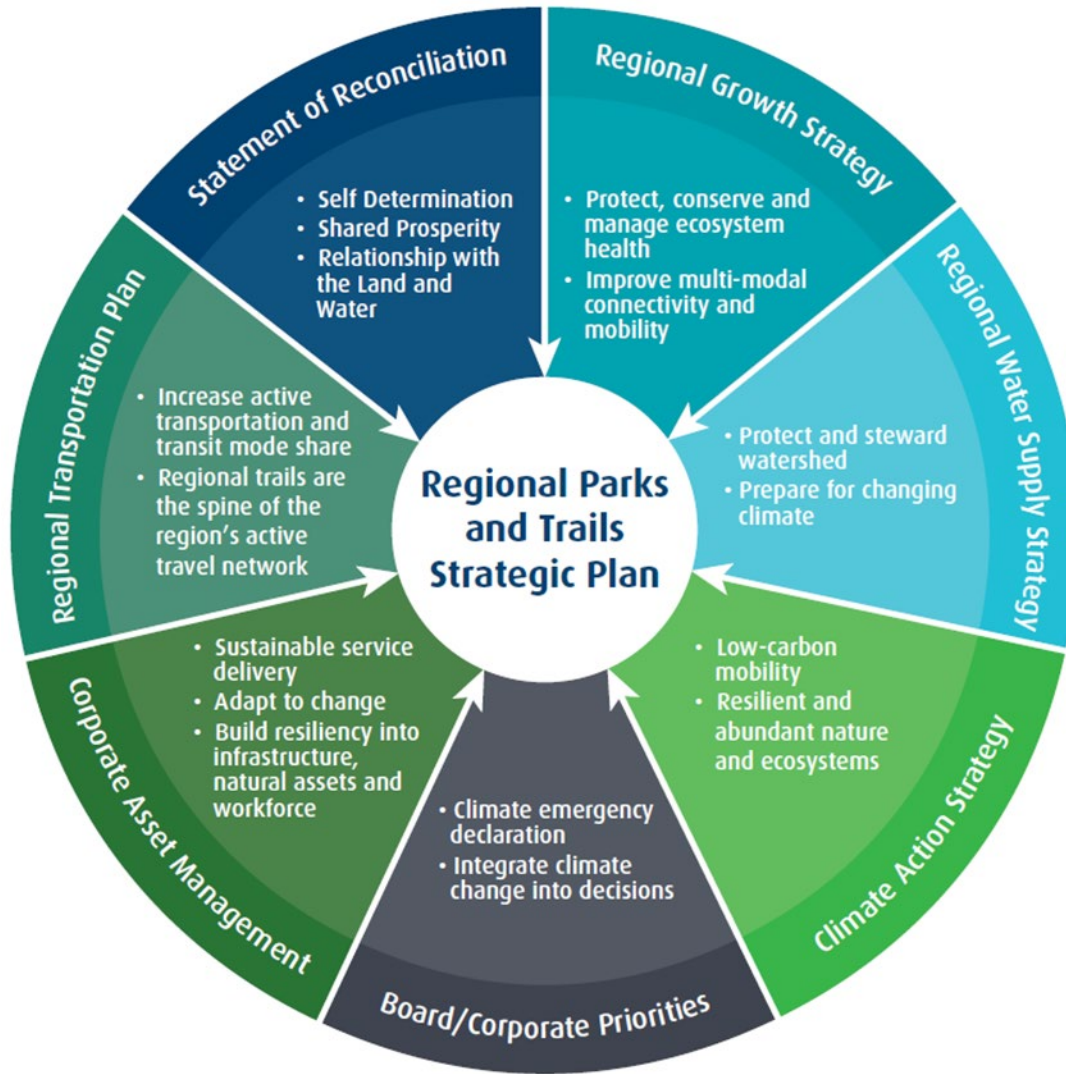 Statement of Reconciliation
• Self Determination
• Shared Prosperity
• Relationship with
the Land and
Water
Regional Growth Strategy
• Protect, conserve and
manage ecosystem
health
• Improve multi-modal
connectivity and
mobility
Regional Water Supply Strategy
• Protect and steward
watershed
• Prepare for changing
climate
Climate Action Strategy
• Low-carbon
mobility
• Resilient and
abundant nature
and ecosystems
Board/Corporate Priorities
• Climate emergency
declaration
• Integrate climate
change into decisions
Corporate Asset Management
• Sustainable service
delivery
• Adapt to change
• Build resiliency into
infrastructure,
natural assets and
workforce
Regional Transportation Plan
• Increase active
transportation and
transit mode share
• Regional trails are
the spine of the
region's active
travel network
Regional Parks
and Trails
Strategic Plan